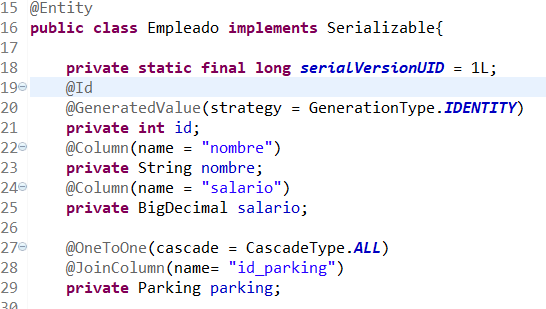 15 @Entity
16 public class Empleado implements Serializable{
17
18     private static final long serialVersionUID = 1L;
19     @Id
20     @GeneratedValue(strategy = GenerationType.IDENTITY)
21     private int id;
22     @Column(name = "nombre")
23     private String nombre;
24     @Column(name = "salario")
25     private BigDecimal salario;
26
27     @OneToOne(cascade = CascadeType.ALL)
28     @JoinColumn(name= "id_parking")
29     private Parking parking;
30